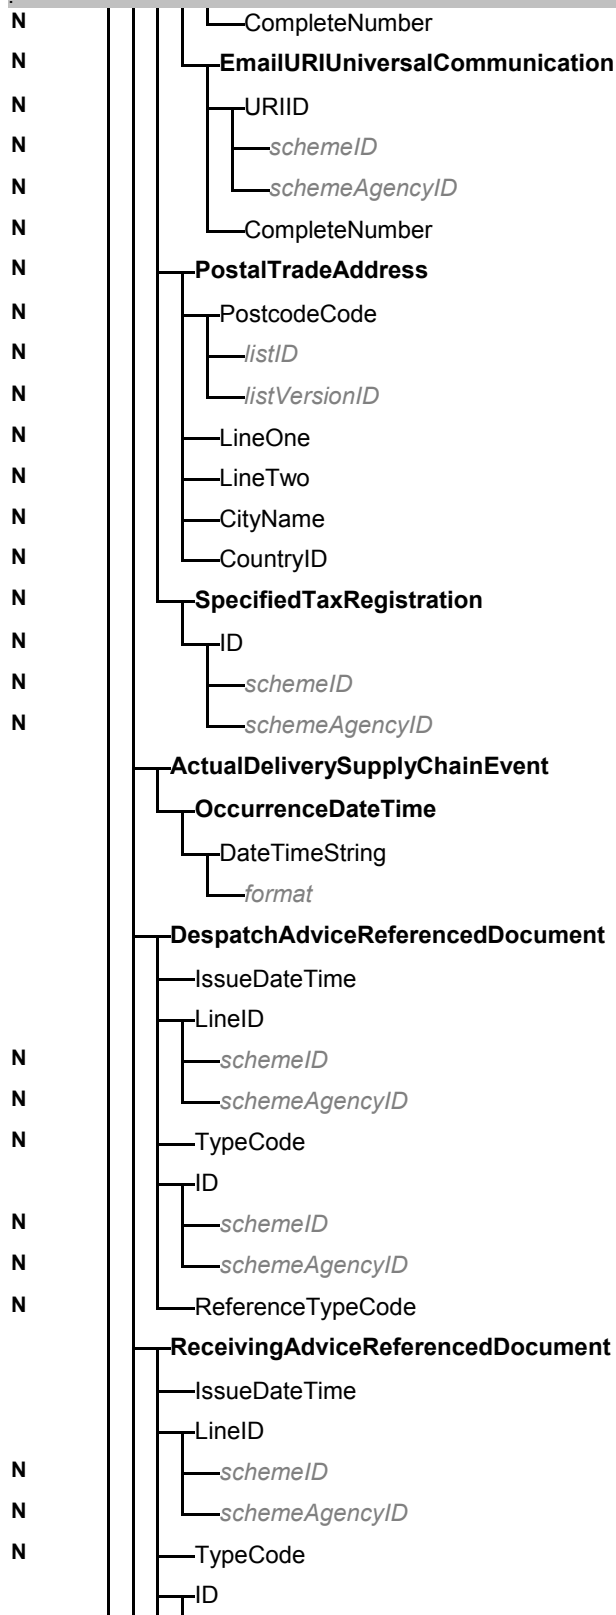 N CompleteNumber
N EmailURIUniversalCommunication
N URIID
N schemeID
N schemeAgencyID
N CompleteNumber
N PostalTradeAddress
N PostcodeCode
N listID
N listVersionID
N LineOne
N LineTwo
N CityName
N CountryID
N SpecifiedTaxRegistration
N ID
N schemeID
N schemeAgencyID
ActualDeliverySupplyChainEvent
OccurrenceDateTime
DateTimeString
format
DespatchAdviceReferencedDocument
IssueDateTime
LineID
N schemeID
N schemeAgencyID
N TypeCode
ID
N schemeID
N schemeAgencyID
N ReferenceTypeCode
ReceivingAdviceReferencedDocument
IssueDateTime
LineID
N schemeID
N schemeAgencyID
N TypeCode
ID